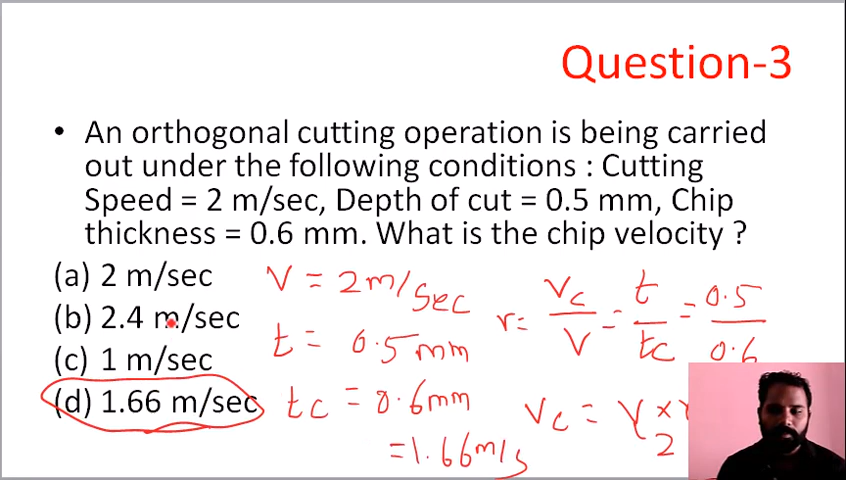 Question-3
• An orthogonal cutting operation is being carried
out under the following conditions : Cutting
Speed = 2 m/sec, Depth of cut = 0.5 mm, Chip
thickness = 0.6 mm. What is the chip velocity ?
(a) 2 m/sec
(b) 2.4 m/sec
(c) 1 m/sec
(d) 1.66 m/sec
V = 2m/sec
t = 0.5mm
tc = 0.6mm
r = Vc/V = t/tc = 0.5/0.6
Vc = V ×
2
= 1.66m/s